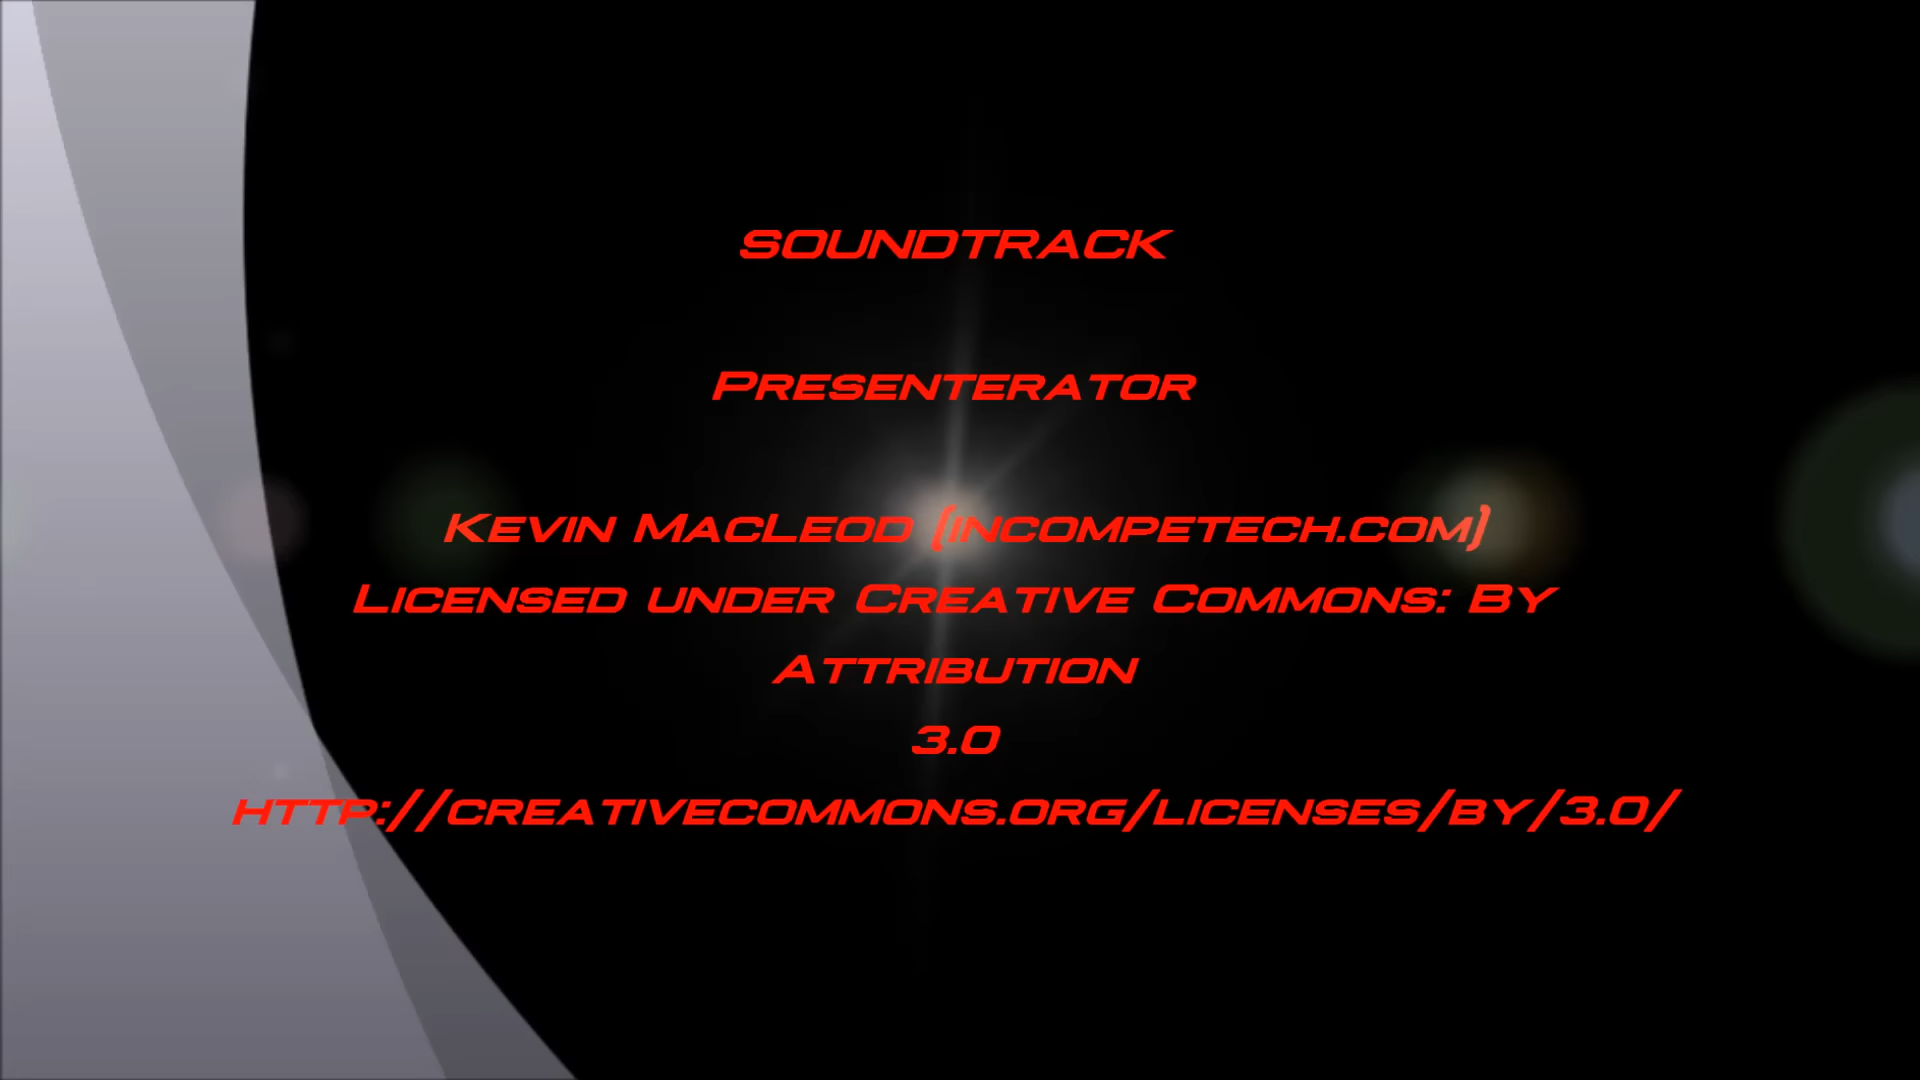 SOUNDTRACK
Presenterator
Kevin MacLeod (incompetech.com)
Licensed under Creative Commons: By
Attribution
3.0
http://creativecommons.org/licenses/by/3.0/